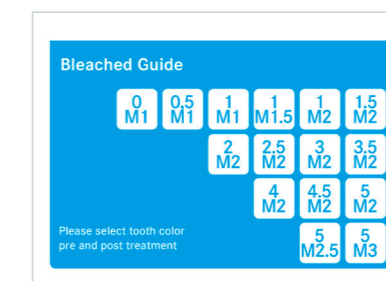 Bleached Guide
0 0.5 1 1 1 1.5
M1 M1 M1 M1.5 M2 M2
2 2.5 3 3.5
M2 M2 M2 M2
4 4.5 5
M2 M2 M2
Please select tooth color
pre and post treatment
5 5
M2.5 M3